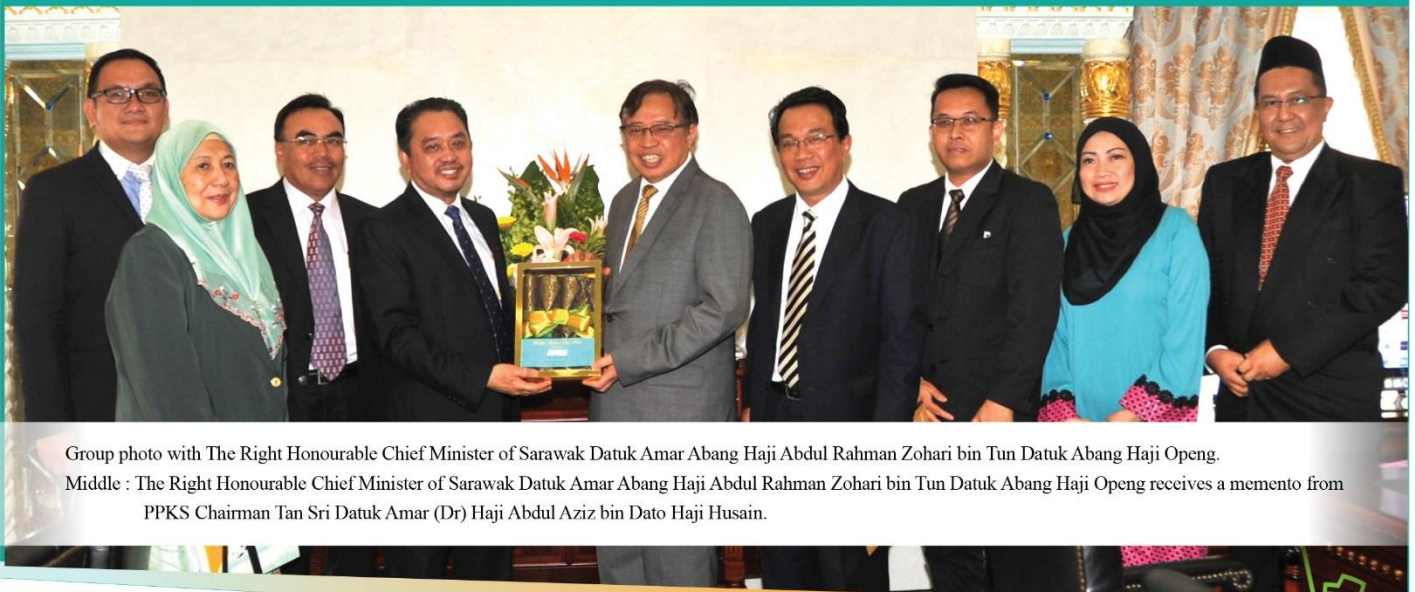 PPKS
Group photo with The Right Honourable Chief Minister of Sarawak Datuk Amar Abang Haji Abdul Rahman Zohari bin Tun Datuk Abang Haji Openg.
Middle : The Right Honourable Chief Minister of Sarawak Datuk Amar Abang Haji Abdul Rahman Zohari bin Tun Datuk Abang Haji Openg receives a memento from
PPKS Chairman Tan Sri Datuk Amar (Dr) Haji Abdul Aziz bin Dato Haji Husain.